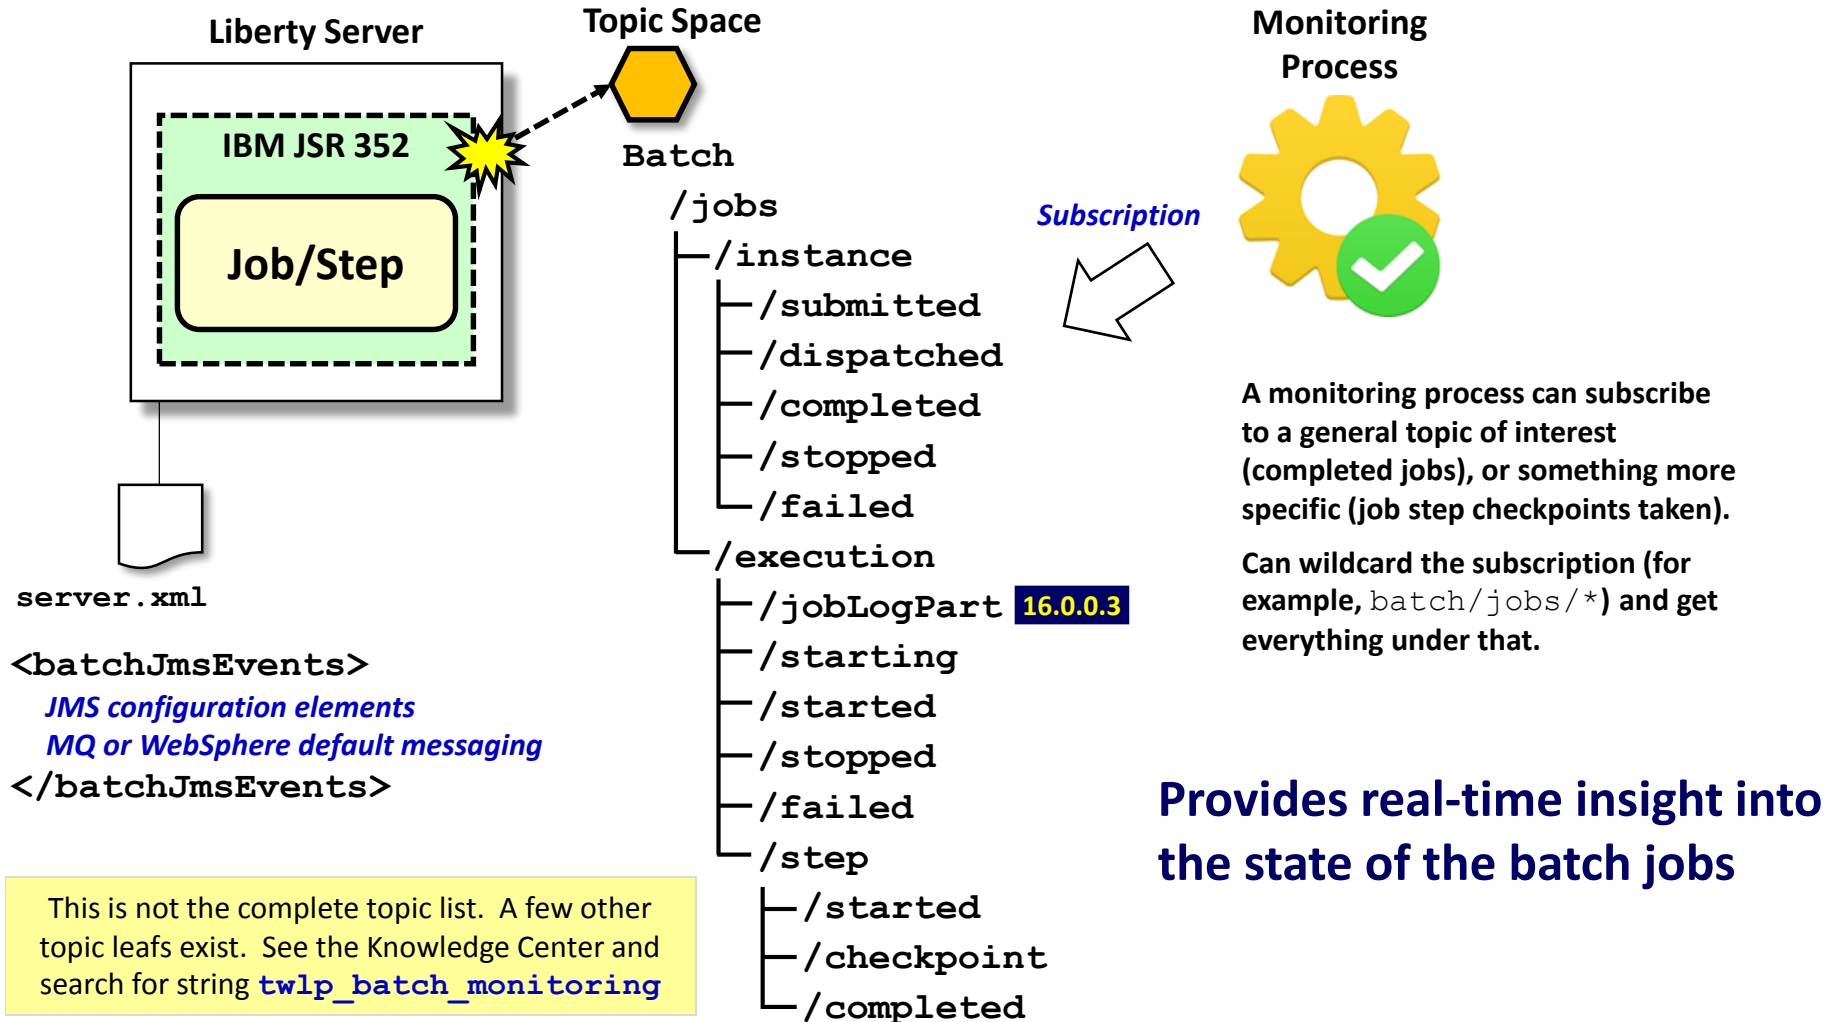 Liberty Server
IBM JSR 352
Job/Step
server.xml
<batchJmsEvents>
JMS configuration elements
MQ or WebSphere default messaging
</batchJmsEvents>
This is not the complete topic list. A few other
topic leafs exist. See the Knowledge Center and
search for string twlp_batch_monitoring
Topic Space
Batch
/jobs
/instance
/submitted
/dispatched
/completed
/stopped
/failed
/execution
/jobLogPart 16.0.0.3
/starting
/started
/stopped
/failed
/step
/started
/checkpoint
/completed
Subscription
Monitoring
Process
A monitoring process can subscribe
to a general topic of interest
(completed jobs), or something more
specific (job step checkpoints taken).
Can wildcard the subscription (for
example, batch/jobs/*) and get
everything under that.
Provides real-time insight into
the state of the batch jobs